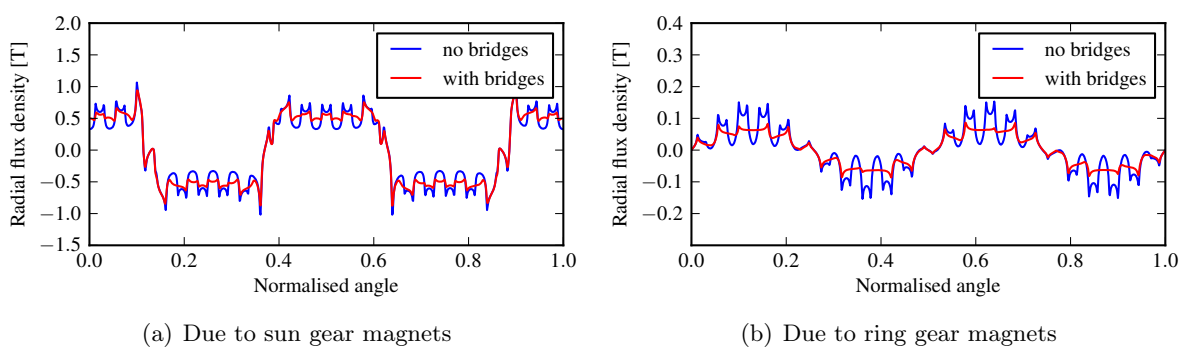 2.0
1.5
1.0
0.5
0.0
−0.5
−1.0
−1.5
Radial flux density [T]
no bridges
with bridges
0.0 0.2 0.4 0.6 0.8 1.0
Normalised angle
(a) Due to sun gear magnets
0.4
0.3
0.2
0.1
0.0
−0.1
−0.2
Radial flux density [T]
no bridges
with bridges
0.0 0.2 0.4 0.6 0.8 1.0
Normalised angle
(b) Due to ring gear magnets